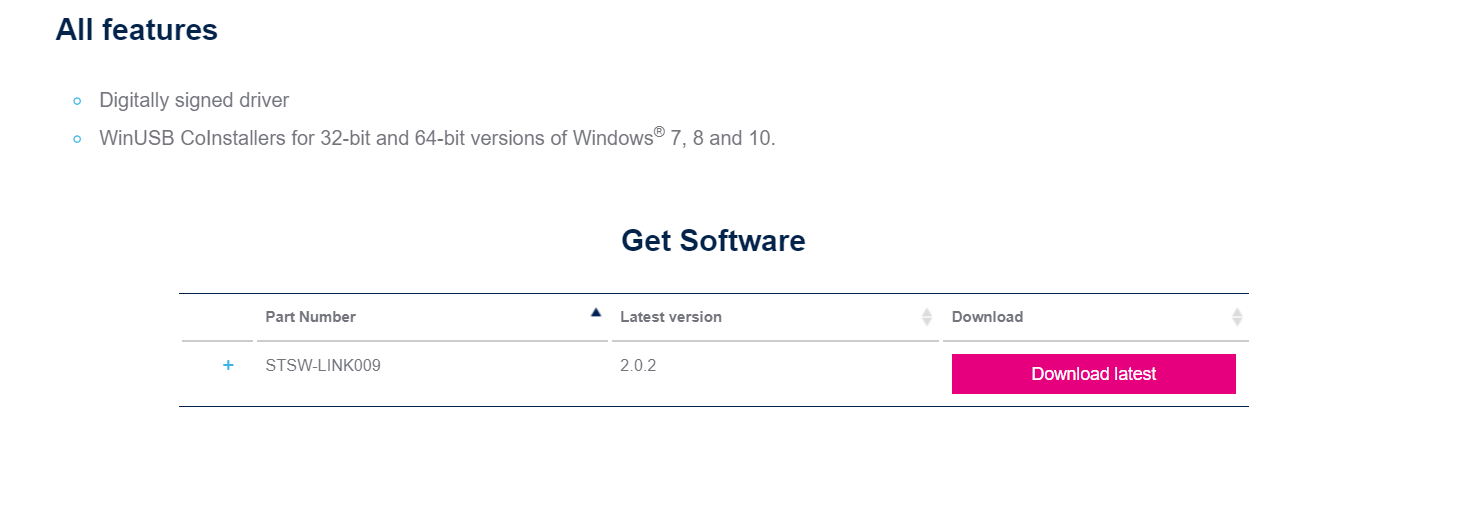 All features
Digitally signed driver
WinUSB CoInstallers for 32-bit and 64-bit versions of Windows® 7, 8 and 10.
Get Software
Part Number Latest version Download
+ STSW-LINK009 2.0.2 Download latest